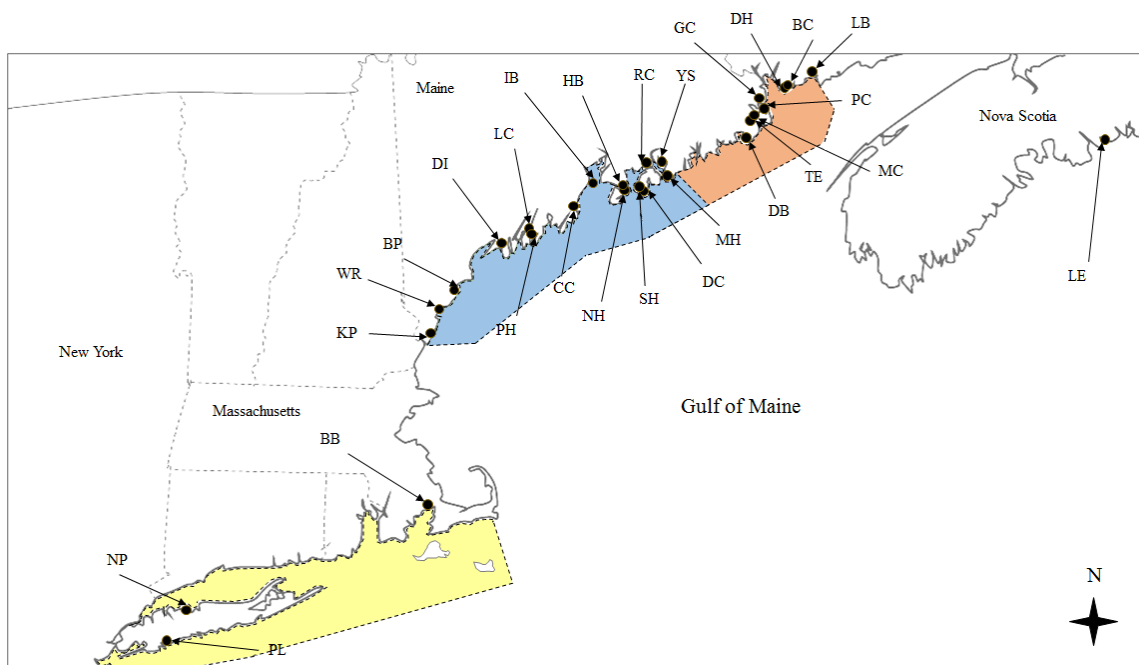 DH
BC
LB
GC
RC
YS
HB
IB
Maine
PC
Nova Scotia
LC
DI
TE
MC
DB
MH
BP
WR
CC
DC
SH
NH
LE
KP
PH
New York
Massachusetts
Gulf of Maine
BB
NP
N
PL